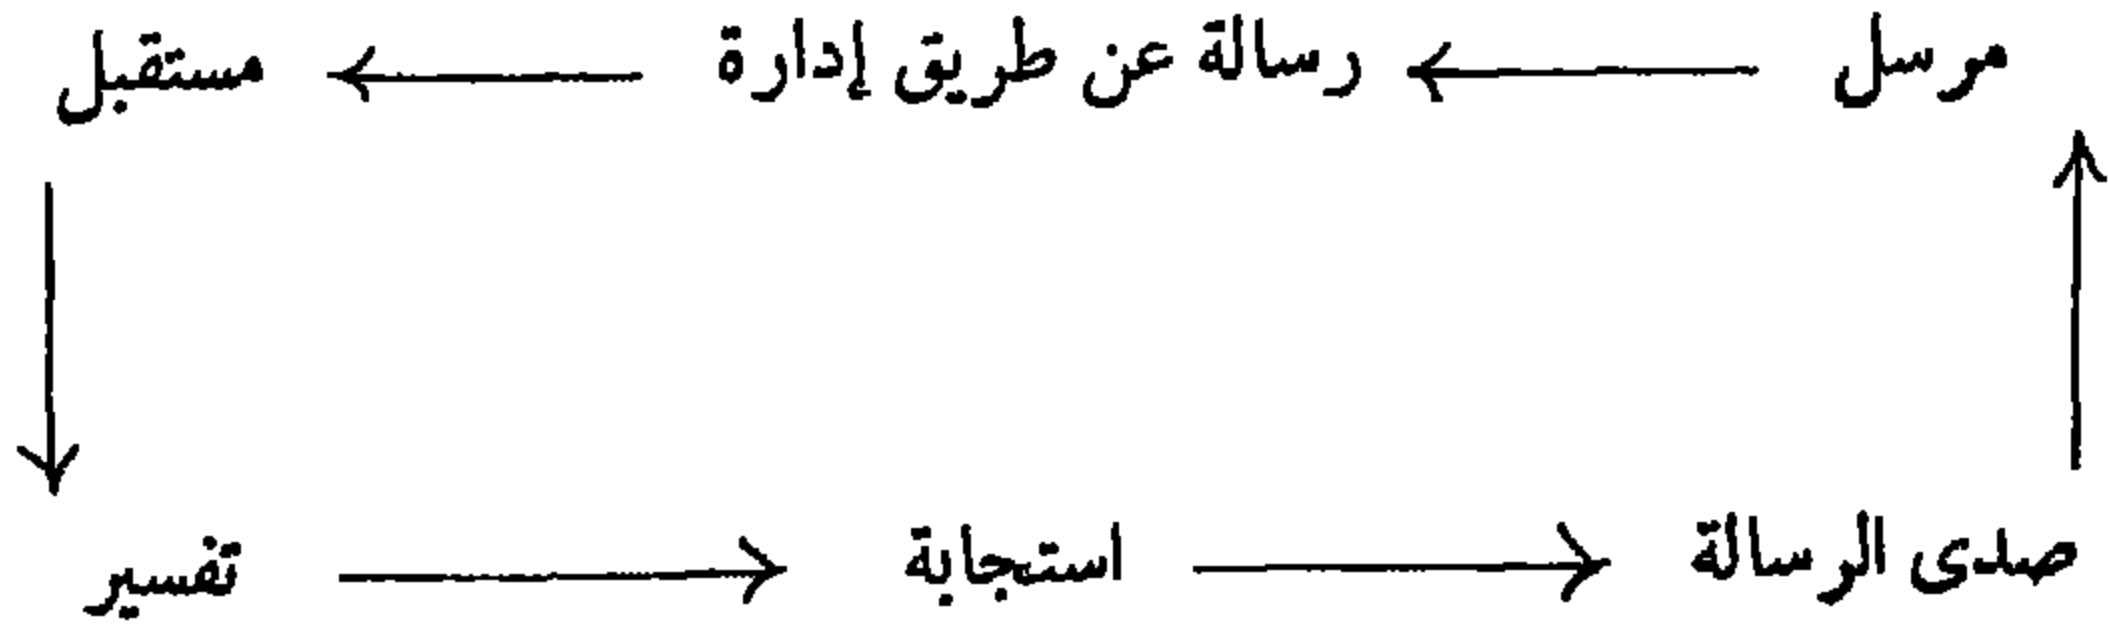 مرسل رسالة عن طريق إدارة مستقبل
صدى الرسالة استجابة تفسير